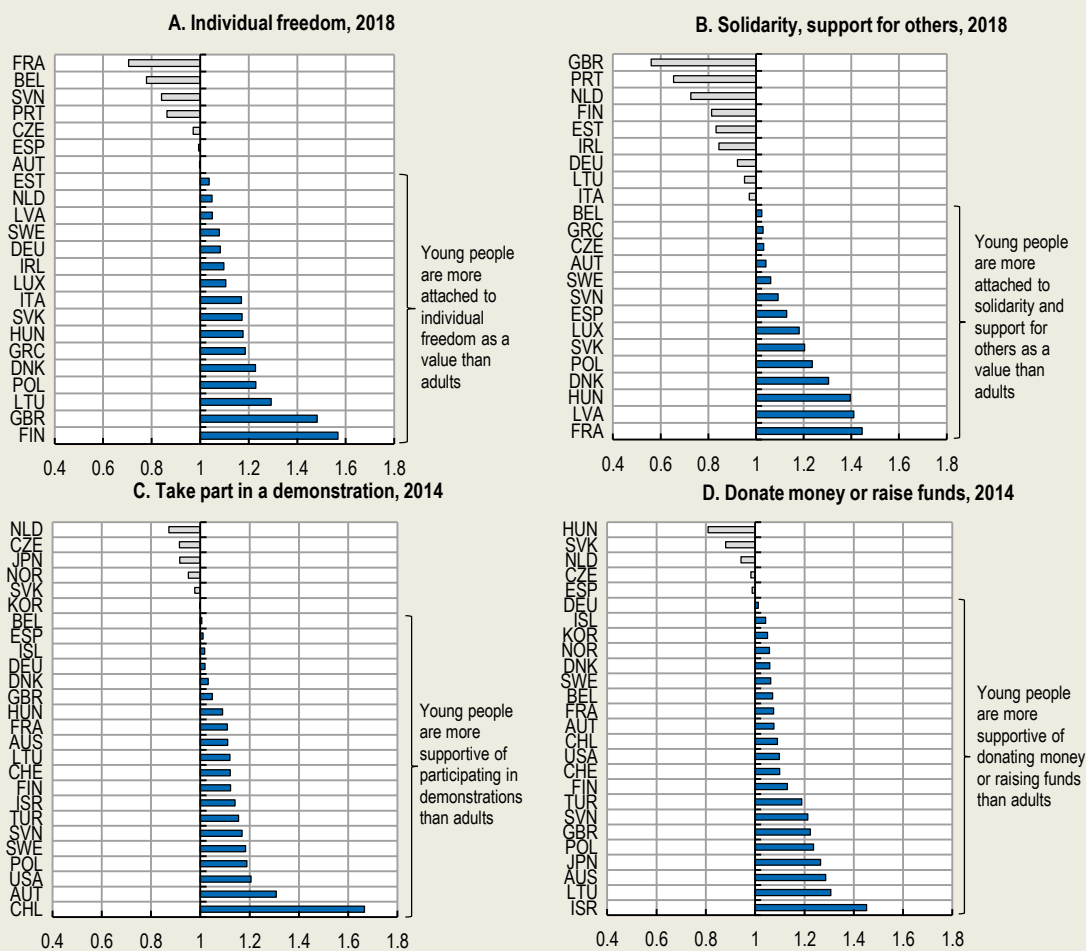 A. Individual freedom, 2018
FRA
BEL
SVN
PRT
CZE
ESP
AUT
EST
NLD
LVA
SWE
DEU
IRL
LUX
ITA
SVK
HUN
GRC
DNK
POL
LTU
GBR
FIN
0.4 0.6 0.8 1 1.2 1.4 1.6 1.8
Young people
are more
attached to
individual
freedom as a
value than
adults
B. Solidarity, support for others, 2018
GBR
PRT
NLD
FIN
EST
IRL
DEU
LTU
ITA
BEL
GRC
CZE
AUT
SWE
SVN
ESP
LUX
SVK
POL
DNK
HUN
LVA
FRA
0.4 0.6 0.8 1 1.2 1.4 1.6 1.8
Young people
are more
attached to
solidarity and
support for
others as a
value than
adults
C. Take part in a demonstration, 2014
NLD
CZE
JPN
NOR
SVK
KOR
BEL
ESP
ISL
DEU
DNK
GBR
HUN
FRA
AUS
LTU
CHE
FIN
ISR
TUR
SVN
SWE
POL
USA
AUT
CHL
0.4 0.6 0.8 1 1.2 1.4 1.6 1.8
Young people
are more
supportive of
participating in
demonstrations
than adults
D. Donate money or raise funds, 2014
HUN
SVK
NLD
CZE
ESP
DEU
ISL
KOR
NOR
DNK
SWE
BEL
FRA
AUT
CHL
USA
CHE
FIN
TUR
SVN
GBR
POL
JPN
AUS
LTU
ISR
0.4 0.6 0.8 1 1.2 1.4 1.6 1.8
Young people
are more
supportive of
donating money
or raising funds
than adults